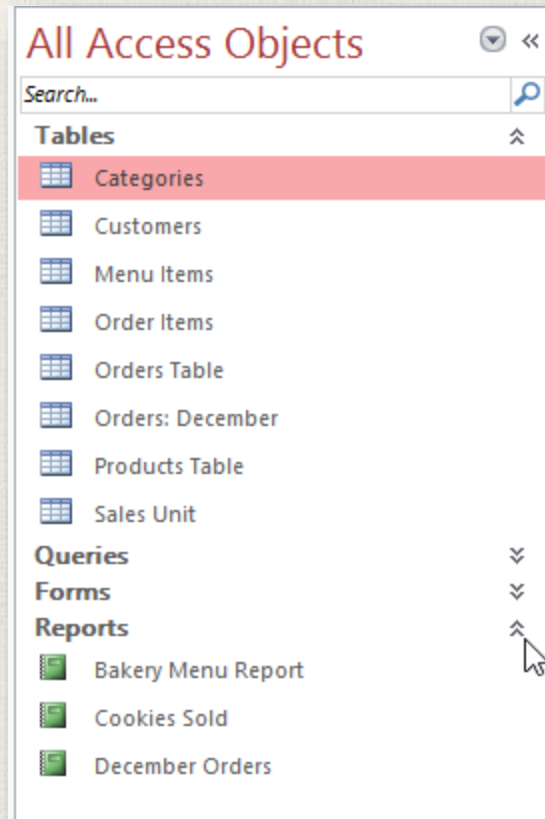 All Access Objects
Search...
Tables
Categories
Customers
Menu Items
Order Items
Orders Table
Orders: December
Products Table
Sales Unit
Queries
Forms
Reports
Bakery Menu Report
Cookies Sold
December Orders